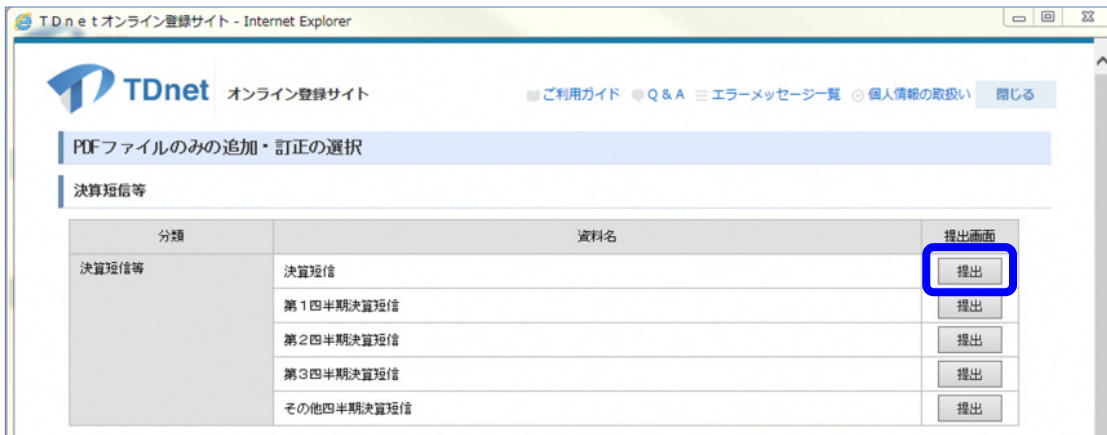 TDnetオンライン登録サイト - Internet Explorer
TDnet オンライン登録サイト ご利用ガイド Q & A エラーメッセージ一覧 個人情報の取扱い 閉じる
PDFファイルのみの追加・訂正の選択
決算短信等
分類 資料名 提出画面
決算短信等 決算短信 提出
第1四半期決算短信 提出
第2四半期決算短信 提出
第3四半期決算短信 提出
その他四半期決算短信 提出